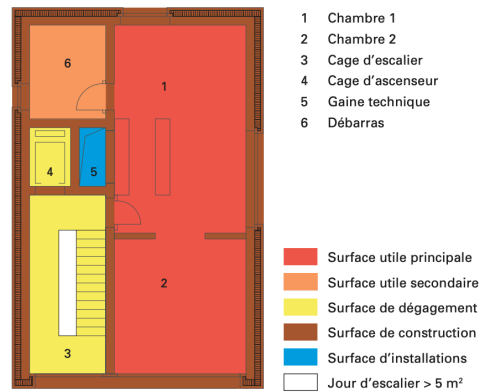 6
1
4
5
2
3
1 Chambre 1
2 Chambre 2
3 Cage d'escalier
4 Cage d'ascenseur
5 Gaine technique
6 Débarras
Surface utile principale
Surface utile secondaire
Surface de dégagement
Surface de construction
Surface d'installations
Jour d'escalier > 5 m²